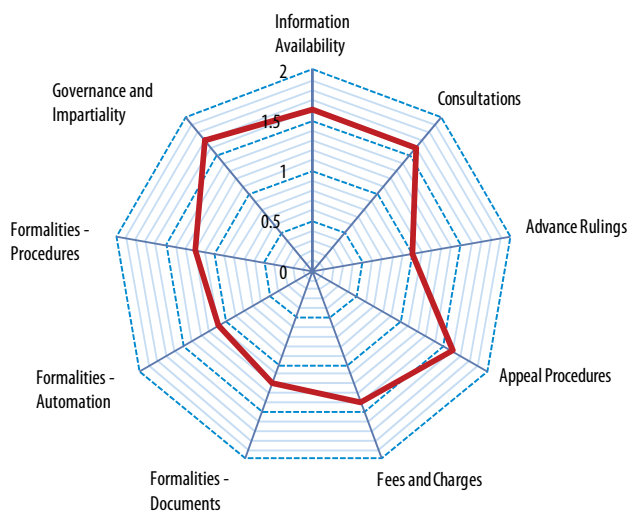 Information
Availability
2
Governance and
Impartiality
Consultations
1.5
1
Formalities -
Procedures
Advance Rulings
0.5
0
Formalities -
Automation
Appeal Procedures
Formalities -
Documents
Fees and Charges